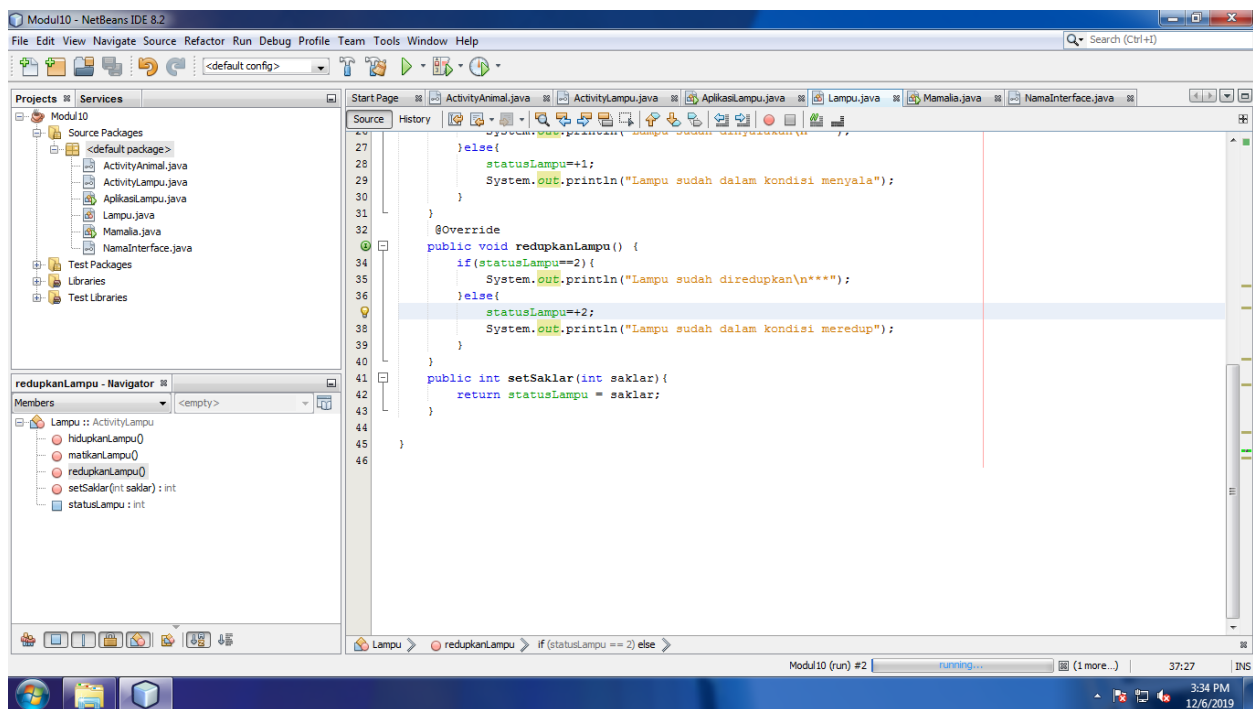 Modul10 - NetBeans IDE 8.2
File Edit View Navigate Source Refactor Run Debug Profile Team Tools Window Help
Search (Ctrl+I)
<default config>
Projects Services
Modul10
Source Packages
<default package>
ActivityAnimal.java
ActivityLampu.java
AplikasiLampu.java
Lampu.java
Mamalia.java
NamaInterface.java
Test Packages
Libraries
Test Libraries
redupkanLampu - Navigator
Members <empty>
Lampu :: ActivityLampu
hidupkanLampu()
matikanLampu()
redupkanLampu()
setSaklar(int saklar) : int
statusLampu : int
Start Page ActivityAnimal.java ActivityLampu.java AplikasiLampu.java Lampu.java Mamalia.java NamaInterface.java
Source History
27 }else{
28 statusLampu=+1;
29 System.out.println("Lampu sudah dalam kondisi menyala");
30 }
31 }
32 @Override
public void redupkanLampu() {
34 if(statusLampu==2){
35 System.out.println("Lampu sudah diredupkan\n***");
36 }else{
statusLampu=+2;
38 System.out.println("Lampu sudah dalam kondisi meredup");
39 }
40 }
41 public int setSaklar(int saklar){
42 return statusLampu = saklar;
43 }
44
45 }
46
Lampu redupkanLampu if (statusLampu == 2) else
Modul10 (run) #2 running... (1 more...) 37:27 INS
3:34 PM
12/6/2019